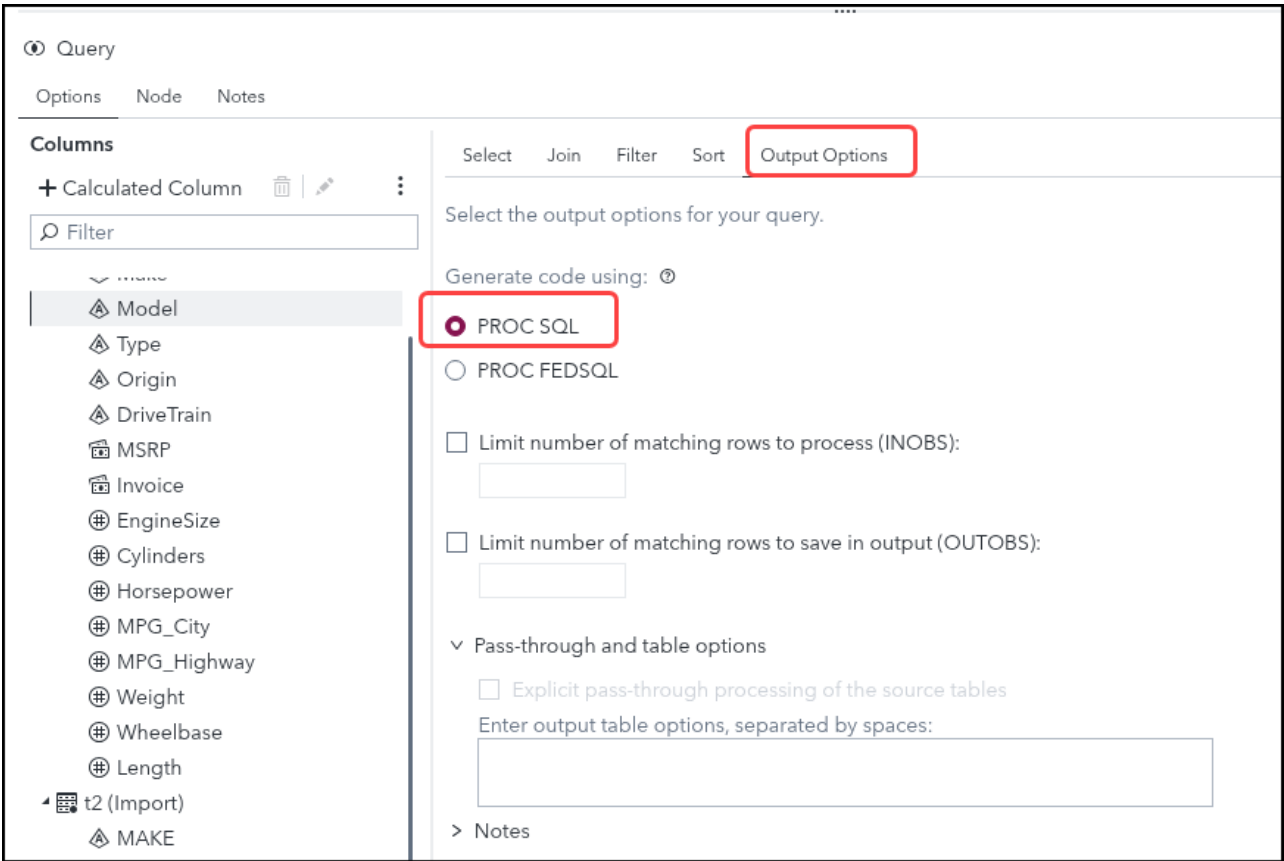 Query
Options Node Notes
Columns
Calculated Column
Filter
Model
Type
Origin
DriveTrain
MSRP
Invoice
EngineSize
Cylinders
Horsepower
MPG_City
MPG_Highway
Weight
Wheelbase
Length
t2 (Import)
MAKE
Select Join Filter Sort Output Options
Select the output options for your query.
Generate code using:
PROC SQL
PROC FEDSQL
Limit number of matching rows to process (INOBS):
Limit number of matching rows to save in output (OUTOBS):
Pass-through and table options
Explicit pass-through processing of the source tables
Enter output table options, separated by spaces:
Notes